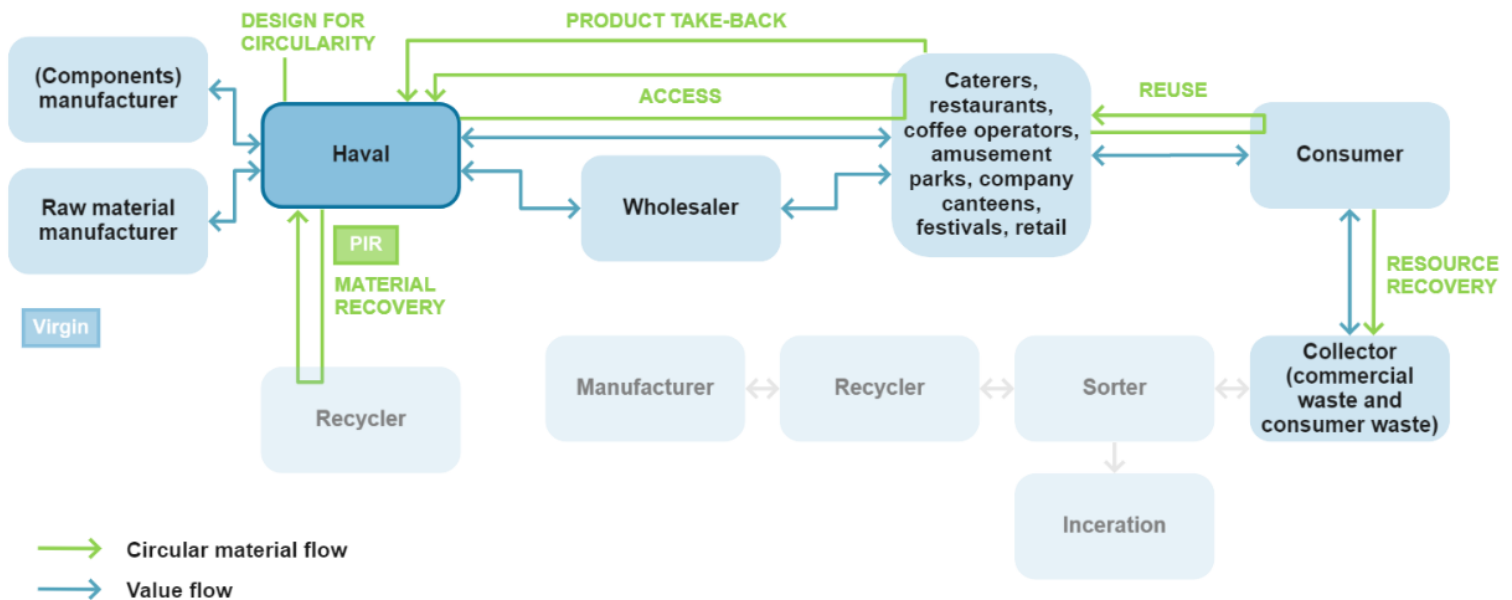 DESIGN FOR
CIRCULARITY
PRODUCT TAKE-BACK
(Components)
manufacturer
Caterers,
restaurants,
coffee operators,
amusement
parks, company
canteens,
festivals, retail
ACCESS
REUSE
Haval
Consumer
Raw material
manufacturer
Wholesaler
PIR
MATERIAL
RECOVERY
RESOURCE
RECOVERY
Virgin
Recycler
Manufacturer
Recycler
Sorter
Collector
(commercial
waste and
consumer waste)
Inceration
Circular material flow
Value flow